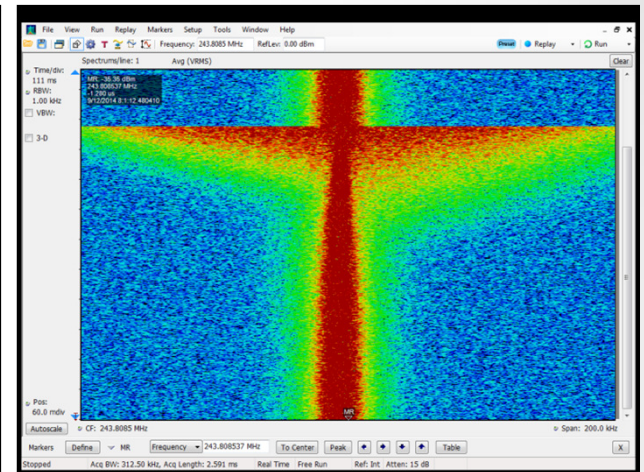 File View Run Replay Markers Setup Tools Window Help
Frequency: 243.8085 MHz RefLev: 0.00 dBm Preset Replay Run
Spectrums/line: 1 Avg (VRMS) Clear
Time/div:
111 ms
RBW:
1.00 kHz
VBW:
3-D
MR: -36.36 dBm
243.808537 MHz
-1.290 us
9/12/2014 8:1:12.480410
MR
Pos:
60.0 mdiv
Autoscale CF: 243.8085 MHz Span: 200.0 kHz
Markers Define MR Frequency 243.808537 MHz To Center Peak Table X
Stopped Acq BW: 312.50 kHz, Acq Length: 2.591 ms Real Time Free Run Ref: Int Atten: 15 dB